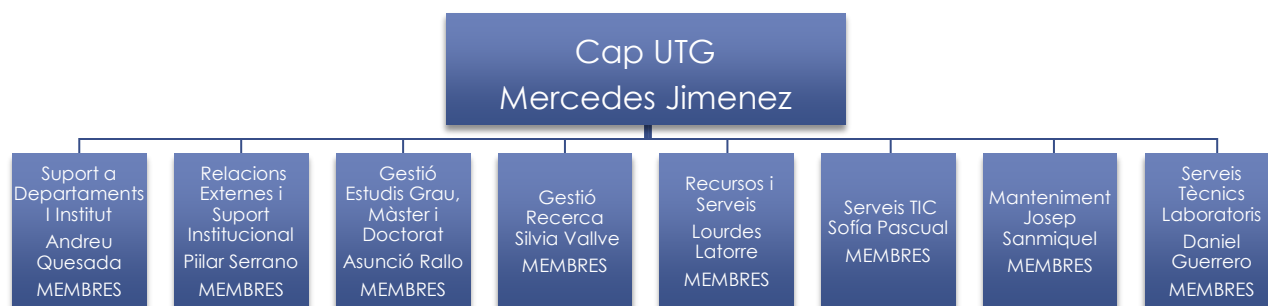 Cap UTG
Mercedes Jimenez
Suport a
Departaments
I Institut
Andreu
Quesada
MEMBRES
Relacions
Externes i
Suport
Institucional
Piilar Serrano
MEMBRES
Gestió
Estudis Grau,
Màster i
Doctorat
Asunció Rallo
MEMBRES
Gestió
Recerca
Silvia Vallve
MEMBRES
Recursos i
Serveis
Lourdes
Latorre
MEMBRES
Serveis TIC
Sofía Pascual
MEMBRES
Manteniment
Josep
Sanmiquel
MEMBRES
Serveis
Tècnics
Laboratoris
Daniel
Guerrero
MEMBRES